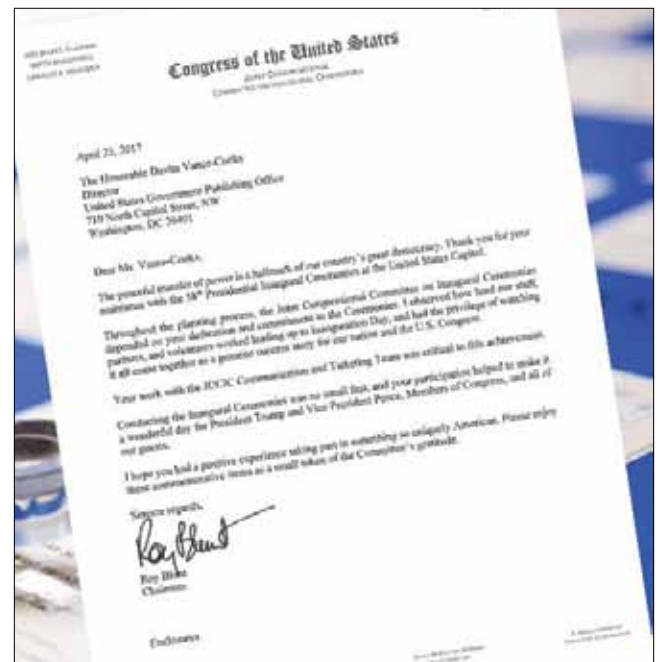 Congress of the United States
JOINT CONGRESSIONAL
COMMITTEE ON INAUGURAL CEREMONIES
April 25, 2017
The Honorable Davita Vance-Cooks
Director
United States Government Publishing Office
710 North Capitol Street, NW
Washington, DC 20401
Dear Ms. Vance-Cooks,
The peaceful transfer of power is a hallmark of our country's great democracy. Thank you for your
assistance with the 58th Presidential Inaugural Ceremonies at the United States Capitol.
Throughout the planning process, the Joint Congressional Committee on Inaugural Ceremonies
depended on your dedication and commitment to the Ceremonies. I observed how hard our staff,
partners, and volunteers worked leading up to Inauguration Day, and had the privilege of watching
it all come together as a genuine success story for our nation and the U.S. Congress.
Your work with the JCCIC Communications and Ticketing Team was critical to this achievement.
Conducting the Inaugural Ceremonies was no small feat, and your participation helped to make it
a wonderful day for President Trump and Vice President Pence, Members of Congress, and all of
our guests.
I hope you had a positive experience taking part in something so uniquely American. Please enjoy
these commemorative items as a small token of the Committee's gratitude.
Sincere regards,
Roy Blunt
Roy Blunt
Chairman
Enclosures